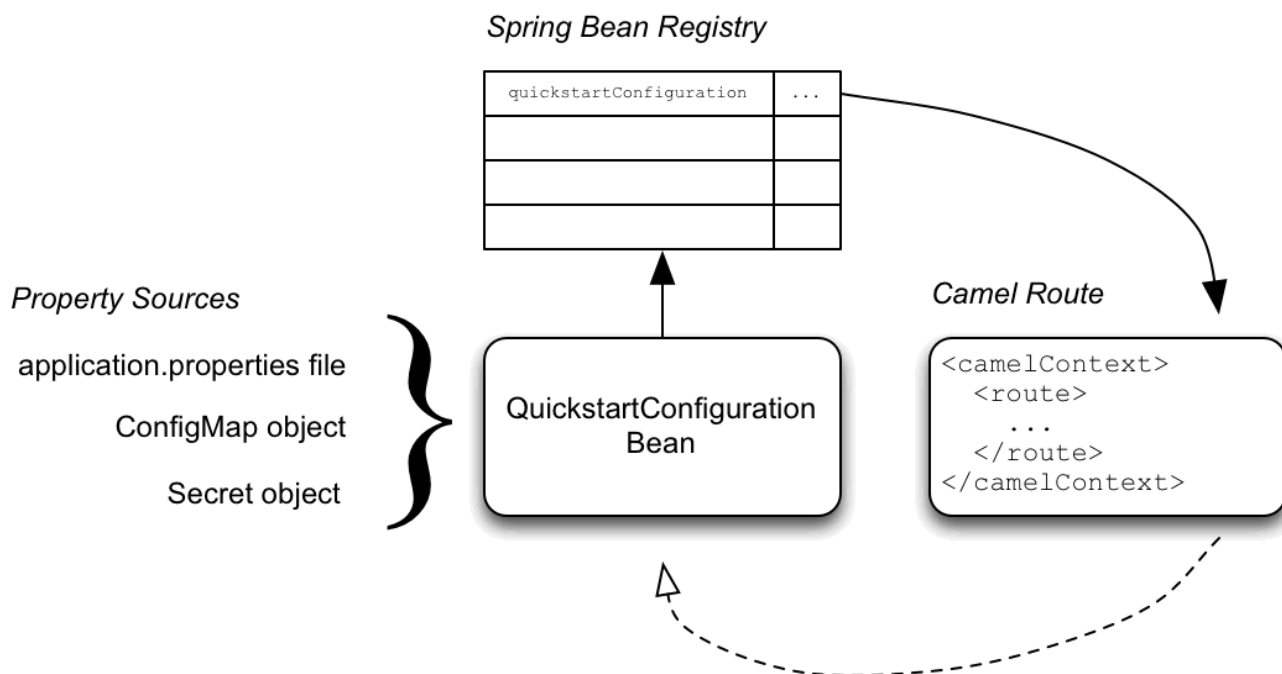 Spring Bean Registry
quickstartConfiguration ...
Property Sources
application.properties file
ConfigMap object
Secret object
QuickstartConfiguration
Bean
Camel Route
<camelContext>
<route>
...
</route>
</camelContext>